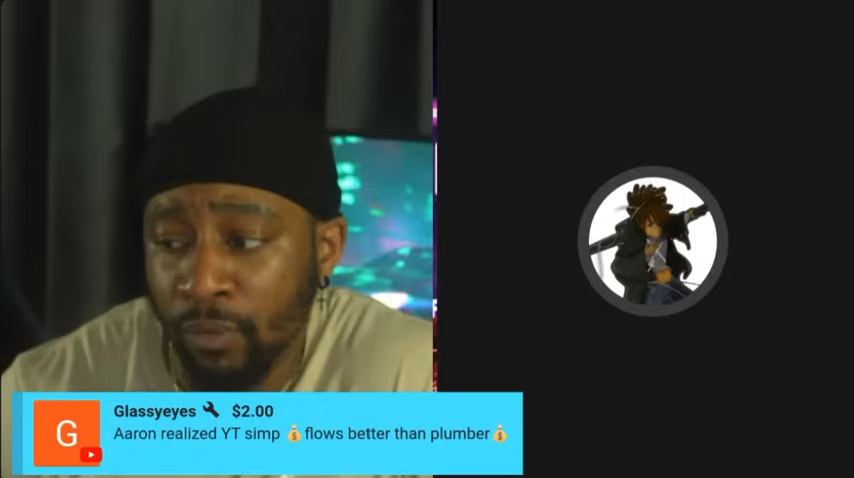 G
Glassyeyes 🔧 $2.00
Aaron realized YT simp 💰flows better than plumber💰